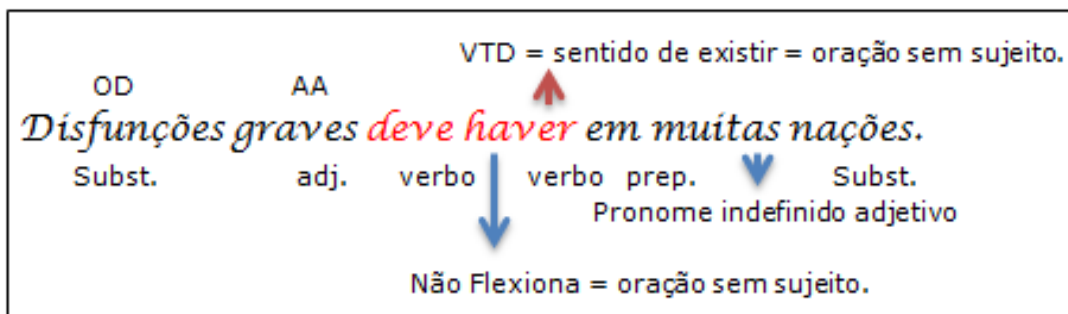 VTD = sentido de existir = oração sem sujeito.
OD AA
Disfunções graves deve haver em muitas nações.
Subst. adj. verbo verbo prep. Subst.
Pronome indefinido adjetivo
Não Flexiona = oração sem sujeito.